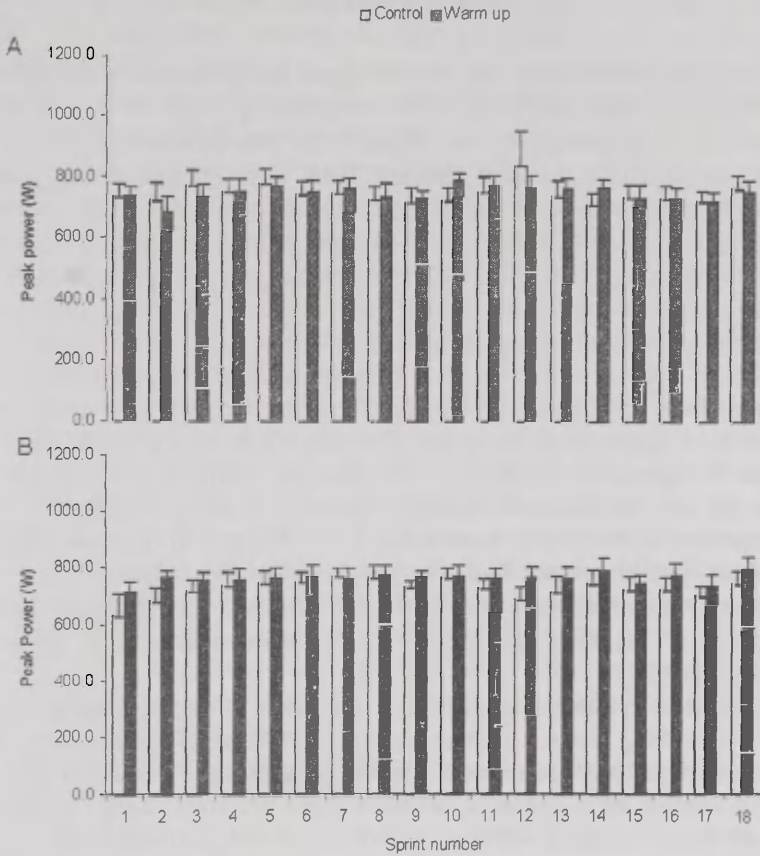 Control Warm up
A
1200.0
1000.0
800.0
600.0
400.0
200.0
0.0
Peak power (W)
B
1200.0
1000.0
800.0
600.0
400.0
200.0
0.0
Peak Power (W)
1 2 3 4 5 6 7 8 9 10 11 12 13 14 15 16 17 18
Sprint number